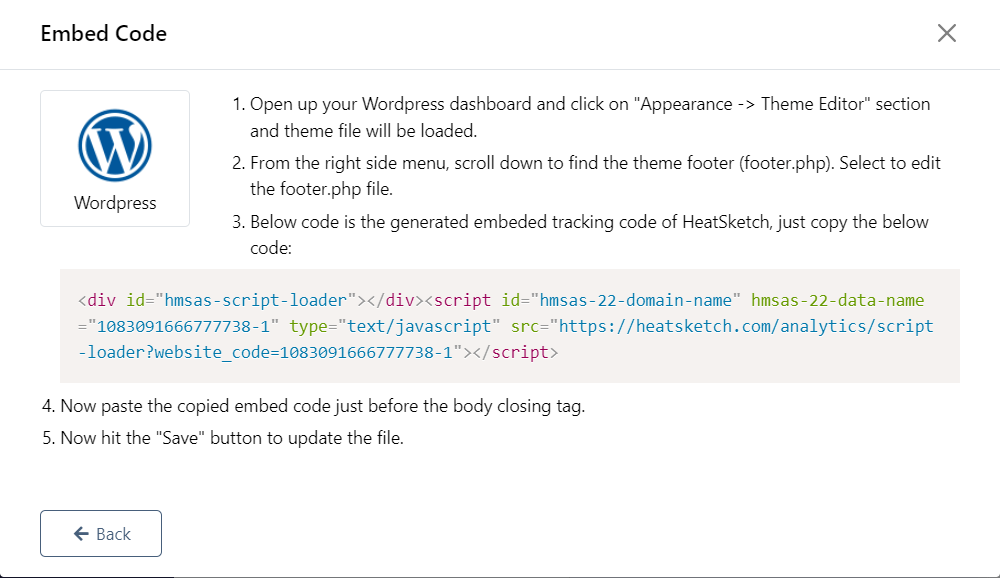 Embed Code
Wordpress
1. Open up your Wordpress dashboard and click on "Appearance -> Theme Editor" section
and theme file will be loaded.
2. From the right side menu, scroll down to find the theme footer (footer.php). Select to edit
the footer.php file.
3. Below code is the generated embeded tracking code of HeatSketch, just copy the below
code:
<div id="hmsas-script-loader"></div><script id="hmsas-22-domain-name" hmsas-22-data-name
="1083091666777738-1" type="text/javascript" src="https://heatsketch.com/analytics/script
-loader?website_code=1083091666777738-1"></script>
4. Now paste the copied embed code just before the body closing tag.
5. Now hit the "Save" button to update the file.
Back